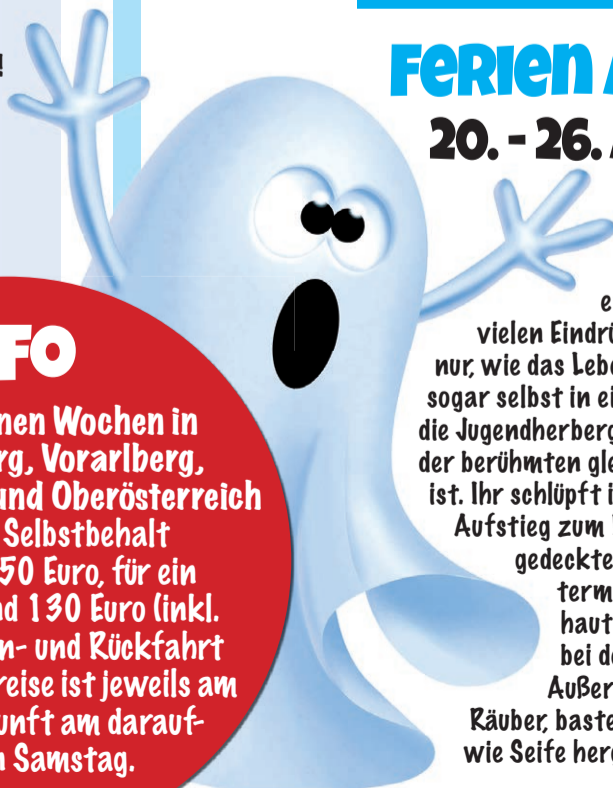 !
FO
nen Wochen in
rg, Vorarlberg,
und Oberösterreich
Selbstbehalt
50 Euro, für ein
nd 130 Euro (inkl.
n- und Rückfahrt
reise ist jeweils am
unft am darauf-
n Samstag.
FERIEN A
20. - 26.
e
vielen Eindrü
nur, wie das Lebe
sogar selbst in ei
die Jugendherberg
der berühmten gle
ist. Ihr schlüpft i
Aufstieg zum
gedeckte
term
haut
bei de
Außer
Räuber, baste
wie Seife her